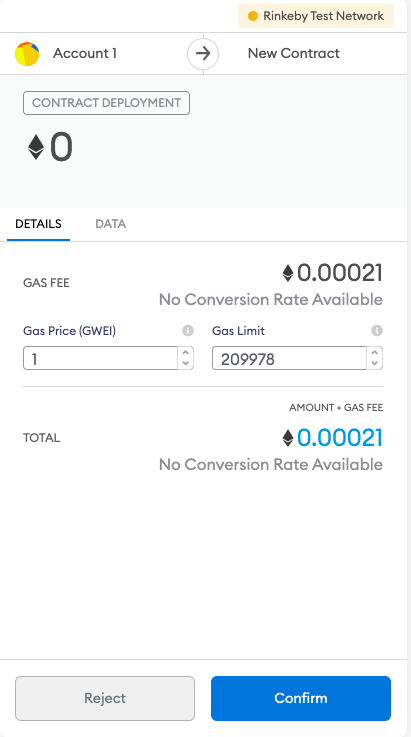 Rinkeby Test Network
Account 1
New Contract
CONTRACT DEPLOYMENT
0
DETAILS
DATA
GAS FEE
0.00021
No Conversion Rate Available
Gas Price (GWEI)
Gas Limit
1
209978
AMOUNT + GAS FEE
TOTAL
0.00021
No Conversion Rate Available
Reject
Confirm